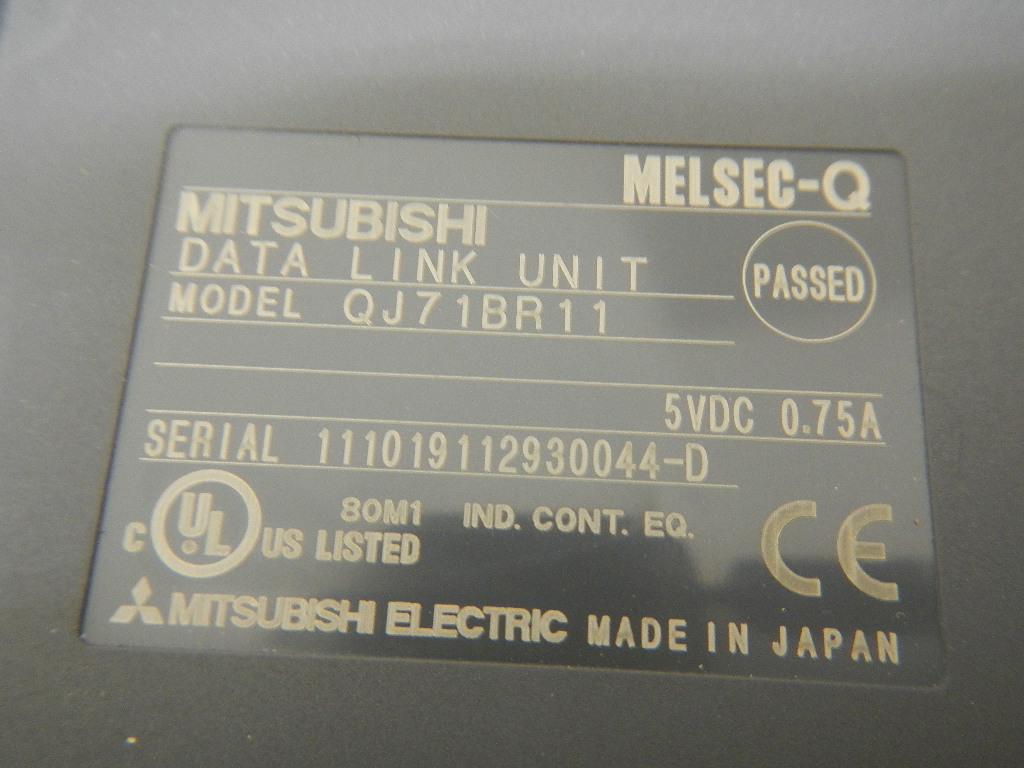 MELSEC-Q
MITSUBISHI
DATA LINK UNIT
PASSED
MODEL QJ71BR11
5VDC 0.75A
SERIAL 111019112930044-D
C UL US LISTED
80M1 IND. CONT. EQ.
CE
MITSUBISHI ELECTRIC MADE IN JAPAN